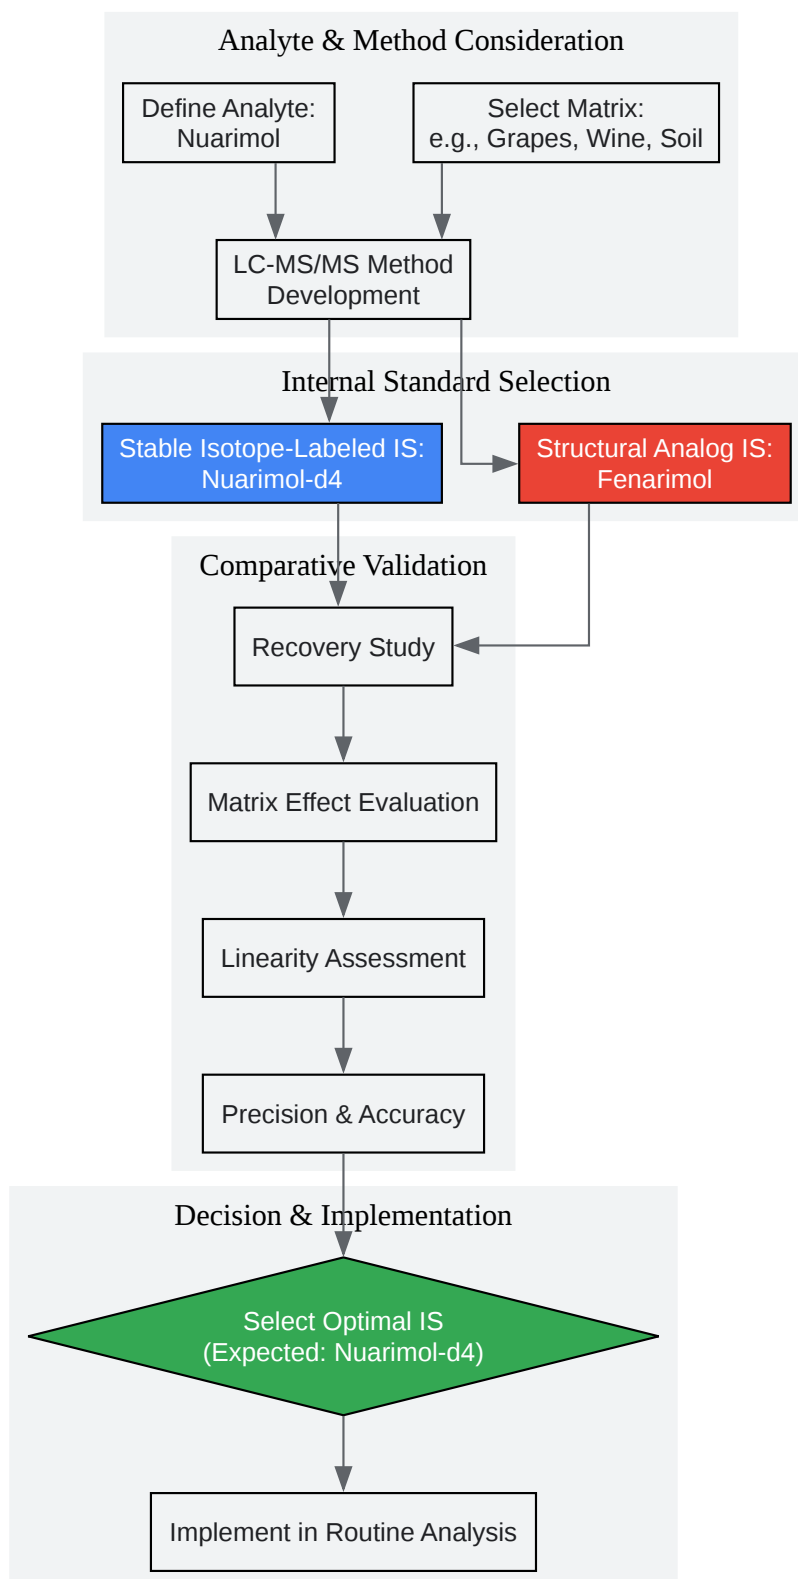 Analyte & Method Consideration
Define Analyte:
Nuarimol
Select Matrix:
e.g., Grapes, Wine, Soil
LC-MS/MS Method
Development
Internal Standard Selection
Stable Isotope-Labeled IS:
Nuarimol-d4
Structural Analog IS:
Fenarimol
Comparative Validation
Recovery Study
Matrix Effect Evaluation
Linearity Assessment
Precision & Accuracy
Decision & Implementation
Select Optimal IS
(Expected: Nuarimol-d4)
Implement in Routine Analysis